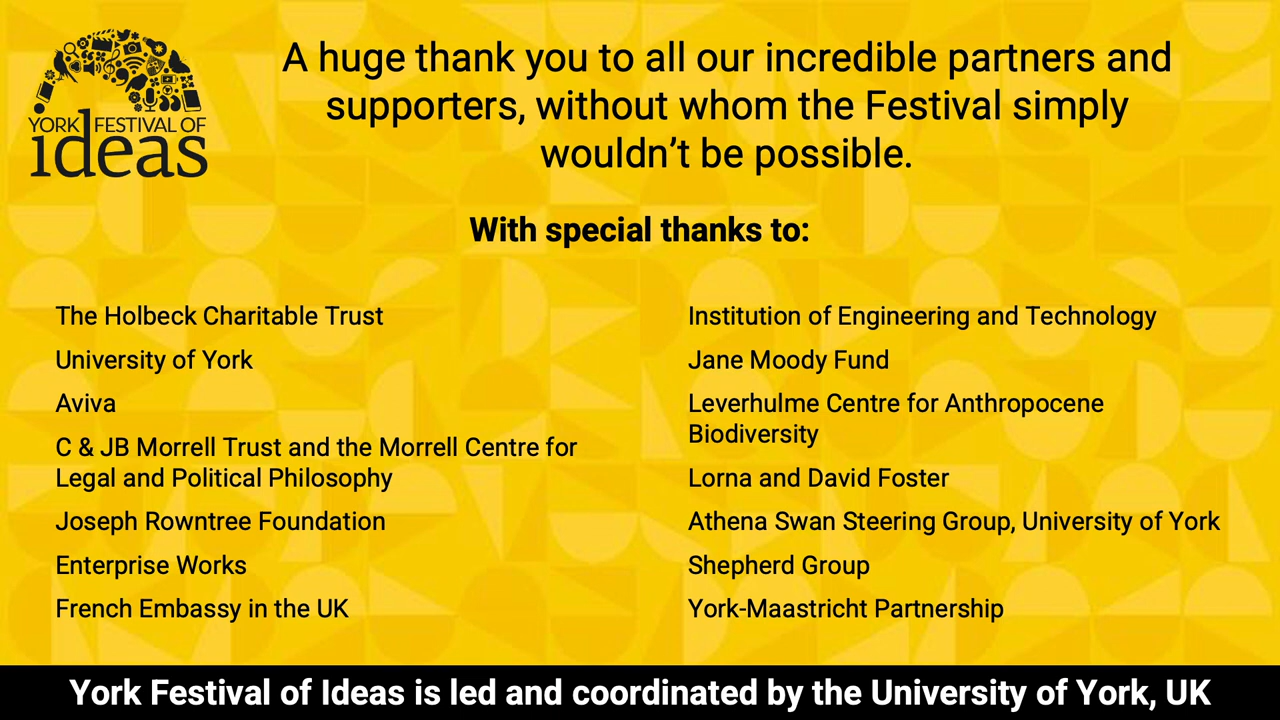 YORK FESTIVAL OF
ideas
A huge thank you to all our incredible partners and
supporters, without whom the Festival simply
wouldn’t be possible.
With special thanks to:
The Holbeck Charitable Trust
University of York
Aviva
C & JB Morrell Trust and the Morrell Centre for
Legal and Political Philosophy
Joseph Rowntree Foundation
Enterprise Works
French Embassy in the UK
Institution of Engineering and Technology
Jane Moody Fund
Leverhulme Centre for Anthropocene
Biodiversity
Lorna and David Foster
Athena Swan Steering Group, University of York
Shepherd Group
York-Maastricht Partnership
York Festival of Ideas is led and coordinated by the University of York, UK